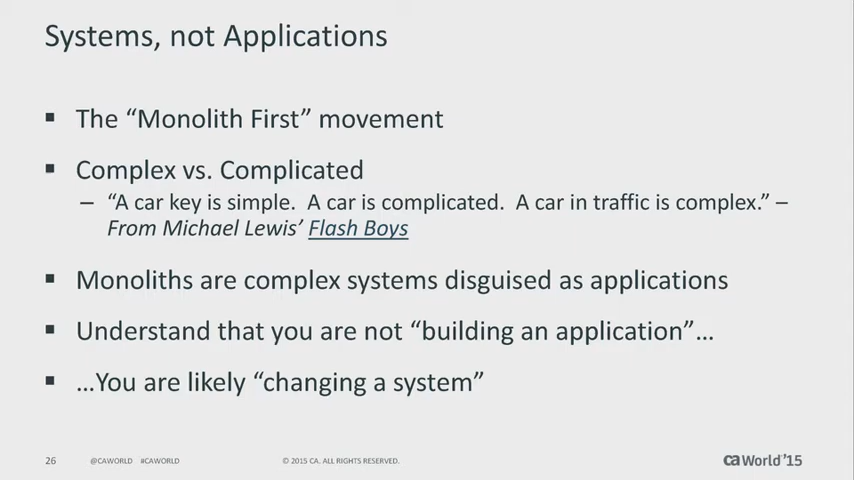 Systems, not Applications
▪ The “Monolith First” movement
▪ Complex vs. Complicated
– “A car key is simple. A car is complicated. A car in traffic is complex.” –
From Michael Lewis’ Flash Boys
▪ Monoliths are complex systems disguised as applications
▪ Understand that you are not “building an application”…
▪ …You are likely “changing a system”
26 @CAWORLD #CAWORLD © 2015 CA. ALL RIGHTS RESERVED. ca World ’15